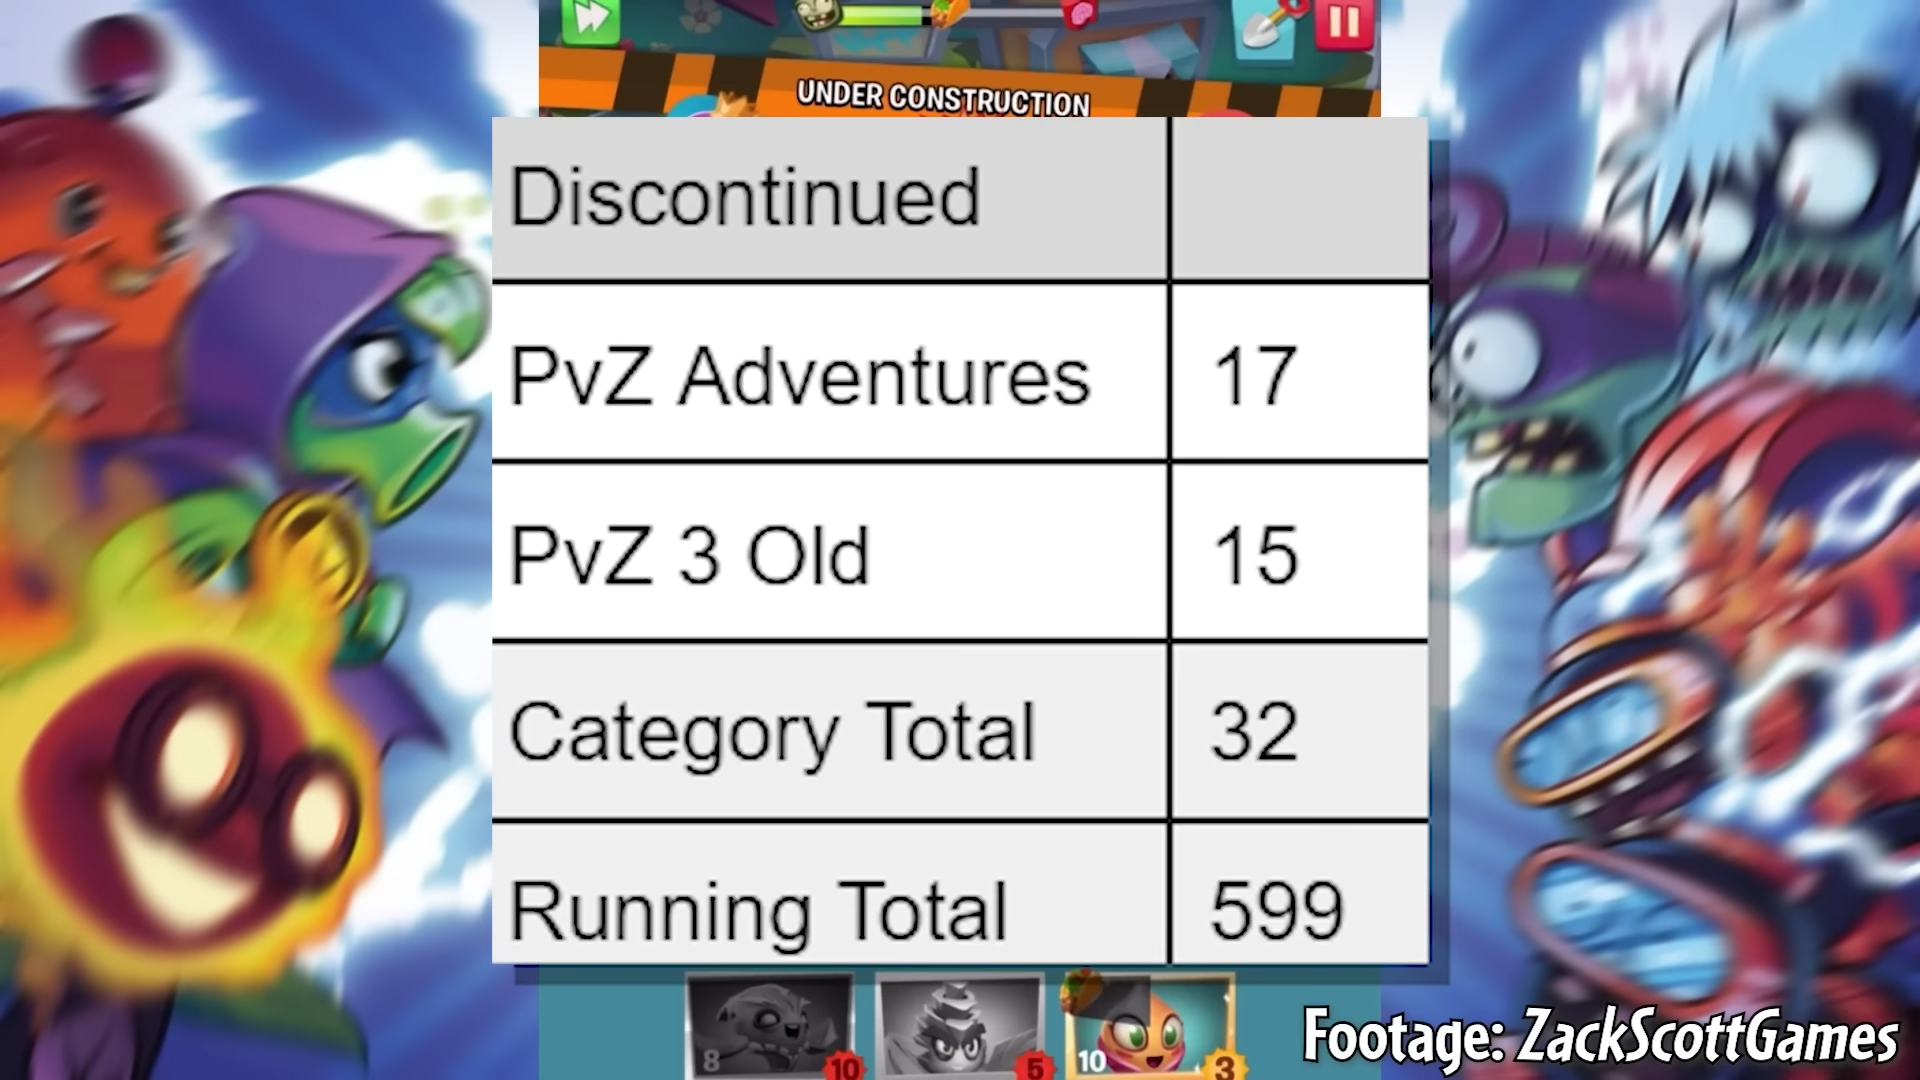 UNDER CONSTRUCTION
Discontinued
PvZ Adventures 17
PvZ 3 Old 15
Category Total 32
Running Total 599
8 10 5 10 3
Footage: ZackScottGames